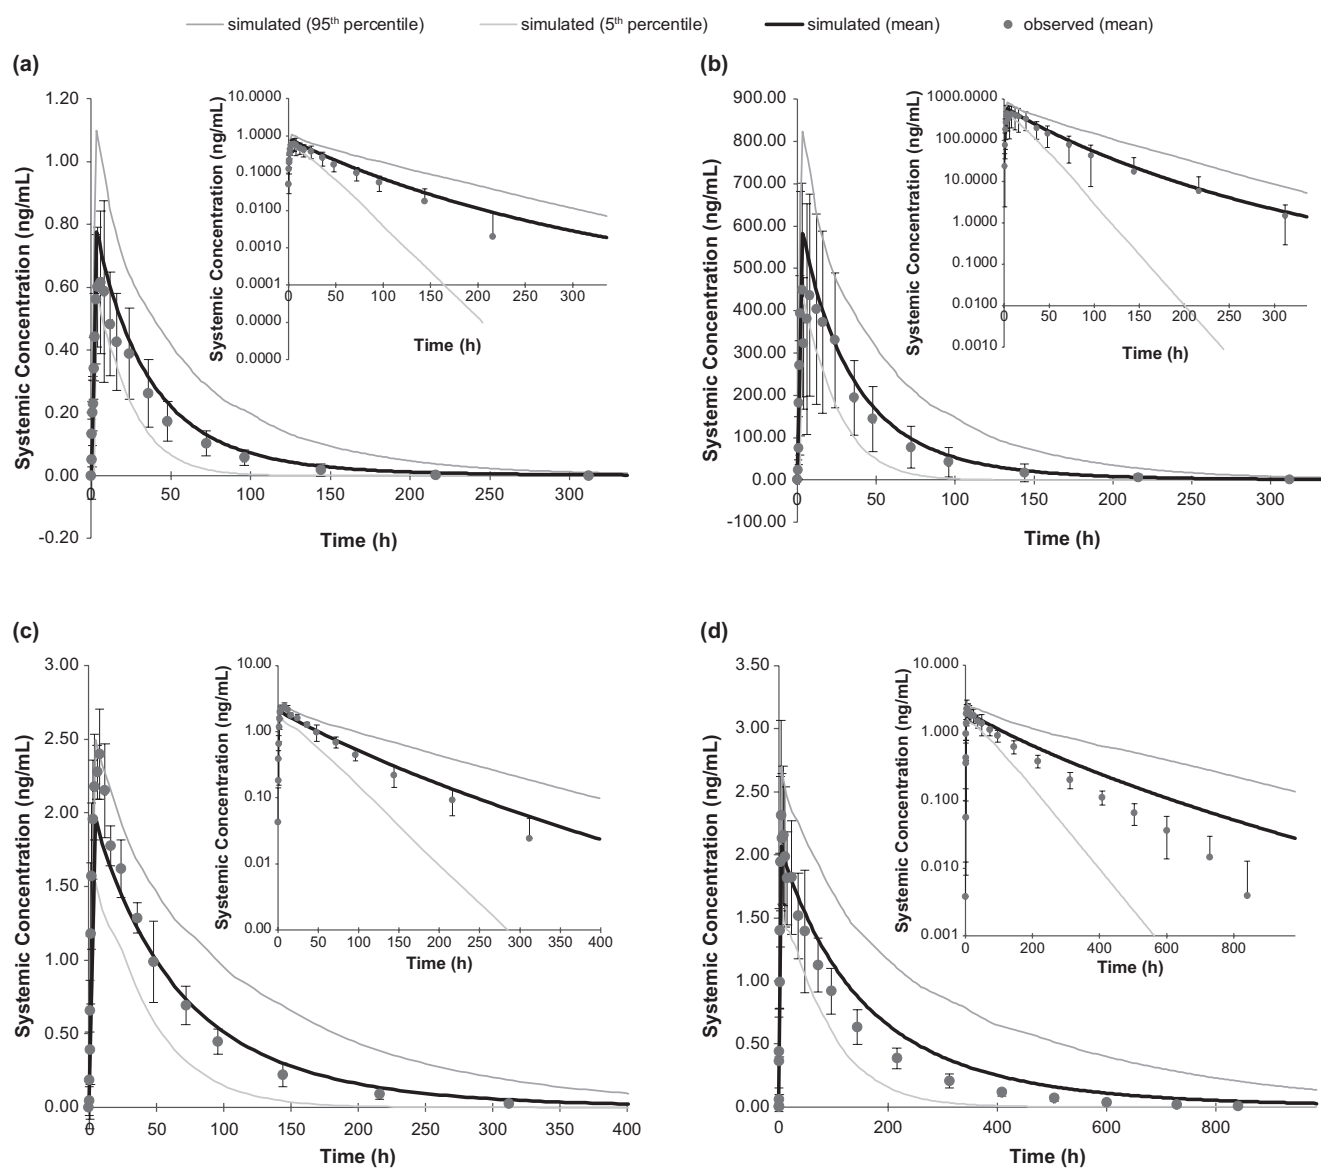 simulated (95th percentile) simulated (5th percentile) simulated (mean) observed (mean)
(a)
Systemic Concentration (ng/mL)
1.20
1.00
0.80
0.60
0.40
0.20
0.00
-0.20
0 50 100 150 200 250 300
Time (h)
Systemic Concentration (ng/mL)
10.0000
1.0000
0.1000
0.0100
0.0010
0.0001
0.0000
0.0000
0 50 100 150 200 250 300
Time (h)
(b)
Systemic Concentration (ng/mL)
900.00
800.00
700.00
600.00
500.00
400.00
300.00
200.00
100.00
0.00
-100.00
0 50 100 150 200 250 300
Time (h)
Systemic Concentration (ng/mL)
1000.0000
100.0000
10.0000
1.0000
0.1000
0.0100
0.0010
0 50 100 150 200 250 300
Time (h)
(c)
Systemic Concentration (ng/mL)
3.00
2.50
2.00
1.50
1.00
0.50
0.00
0 50 100 150 200 250 300 350 400
Time (h)
Systemic Concentration (ng/mL)
10.00
1.00
0.10
0.01
0.00
0 50 100 150 200 250 300 350 400
Time (h)
(d)
Systemic Concentration (ng/mL)
3.50
3.00
2.50
2.00
1.50
1.00
0.50
0.00
0 200 400 600 800
Time (h)
Systemic Concentration (ng/mL)
10.000
1.000
0.100
0.010
0.001
0 200 400 600 800
Time (h)